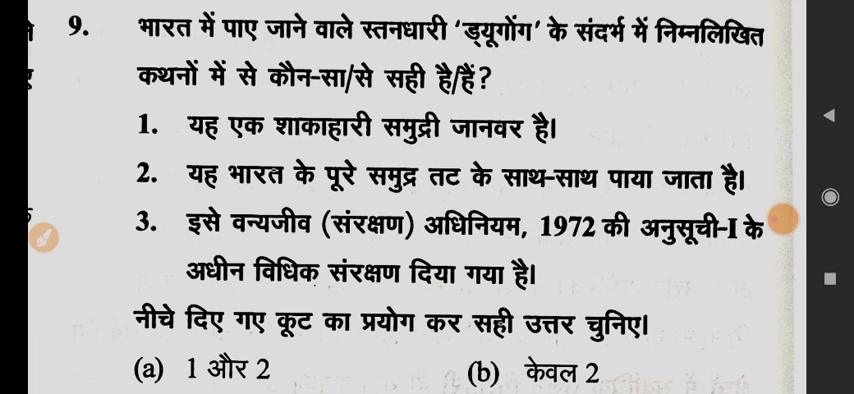 9. भारत में पाए जाने वाले स्तनधारी 'ड्यूगोंग' के संदर्भ में निम्नलिखित
कथनों में से कौन-सा/से सही है/हैं?
1. यह एक शाकाहारी समुद्री जानवर है।
2. यह भारत के पूरे समुद्र तट के साथ-साथ पाया जाता है।
3. इसे वन्यजीव (संरक्षण) अधिनियम, 1972 की अनुसूची-I के
अधीन विधिक संरक्षण दिया गया है।
नीचे दिए गए कूट का प्रयोग कर सही उत्तर चुनिए।
(a) 1 और 2 (b) केवल 2